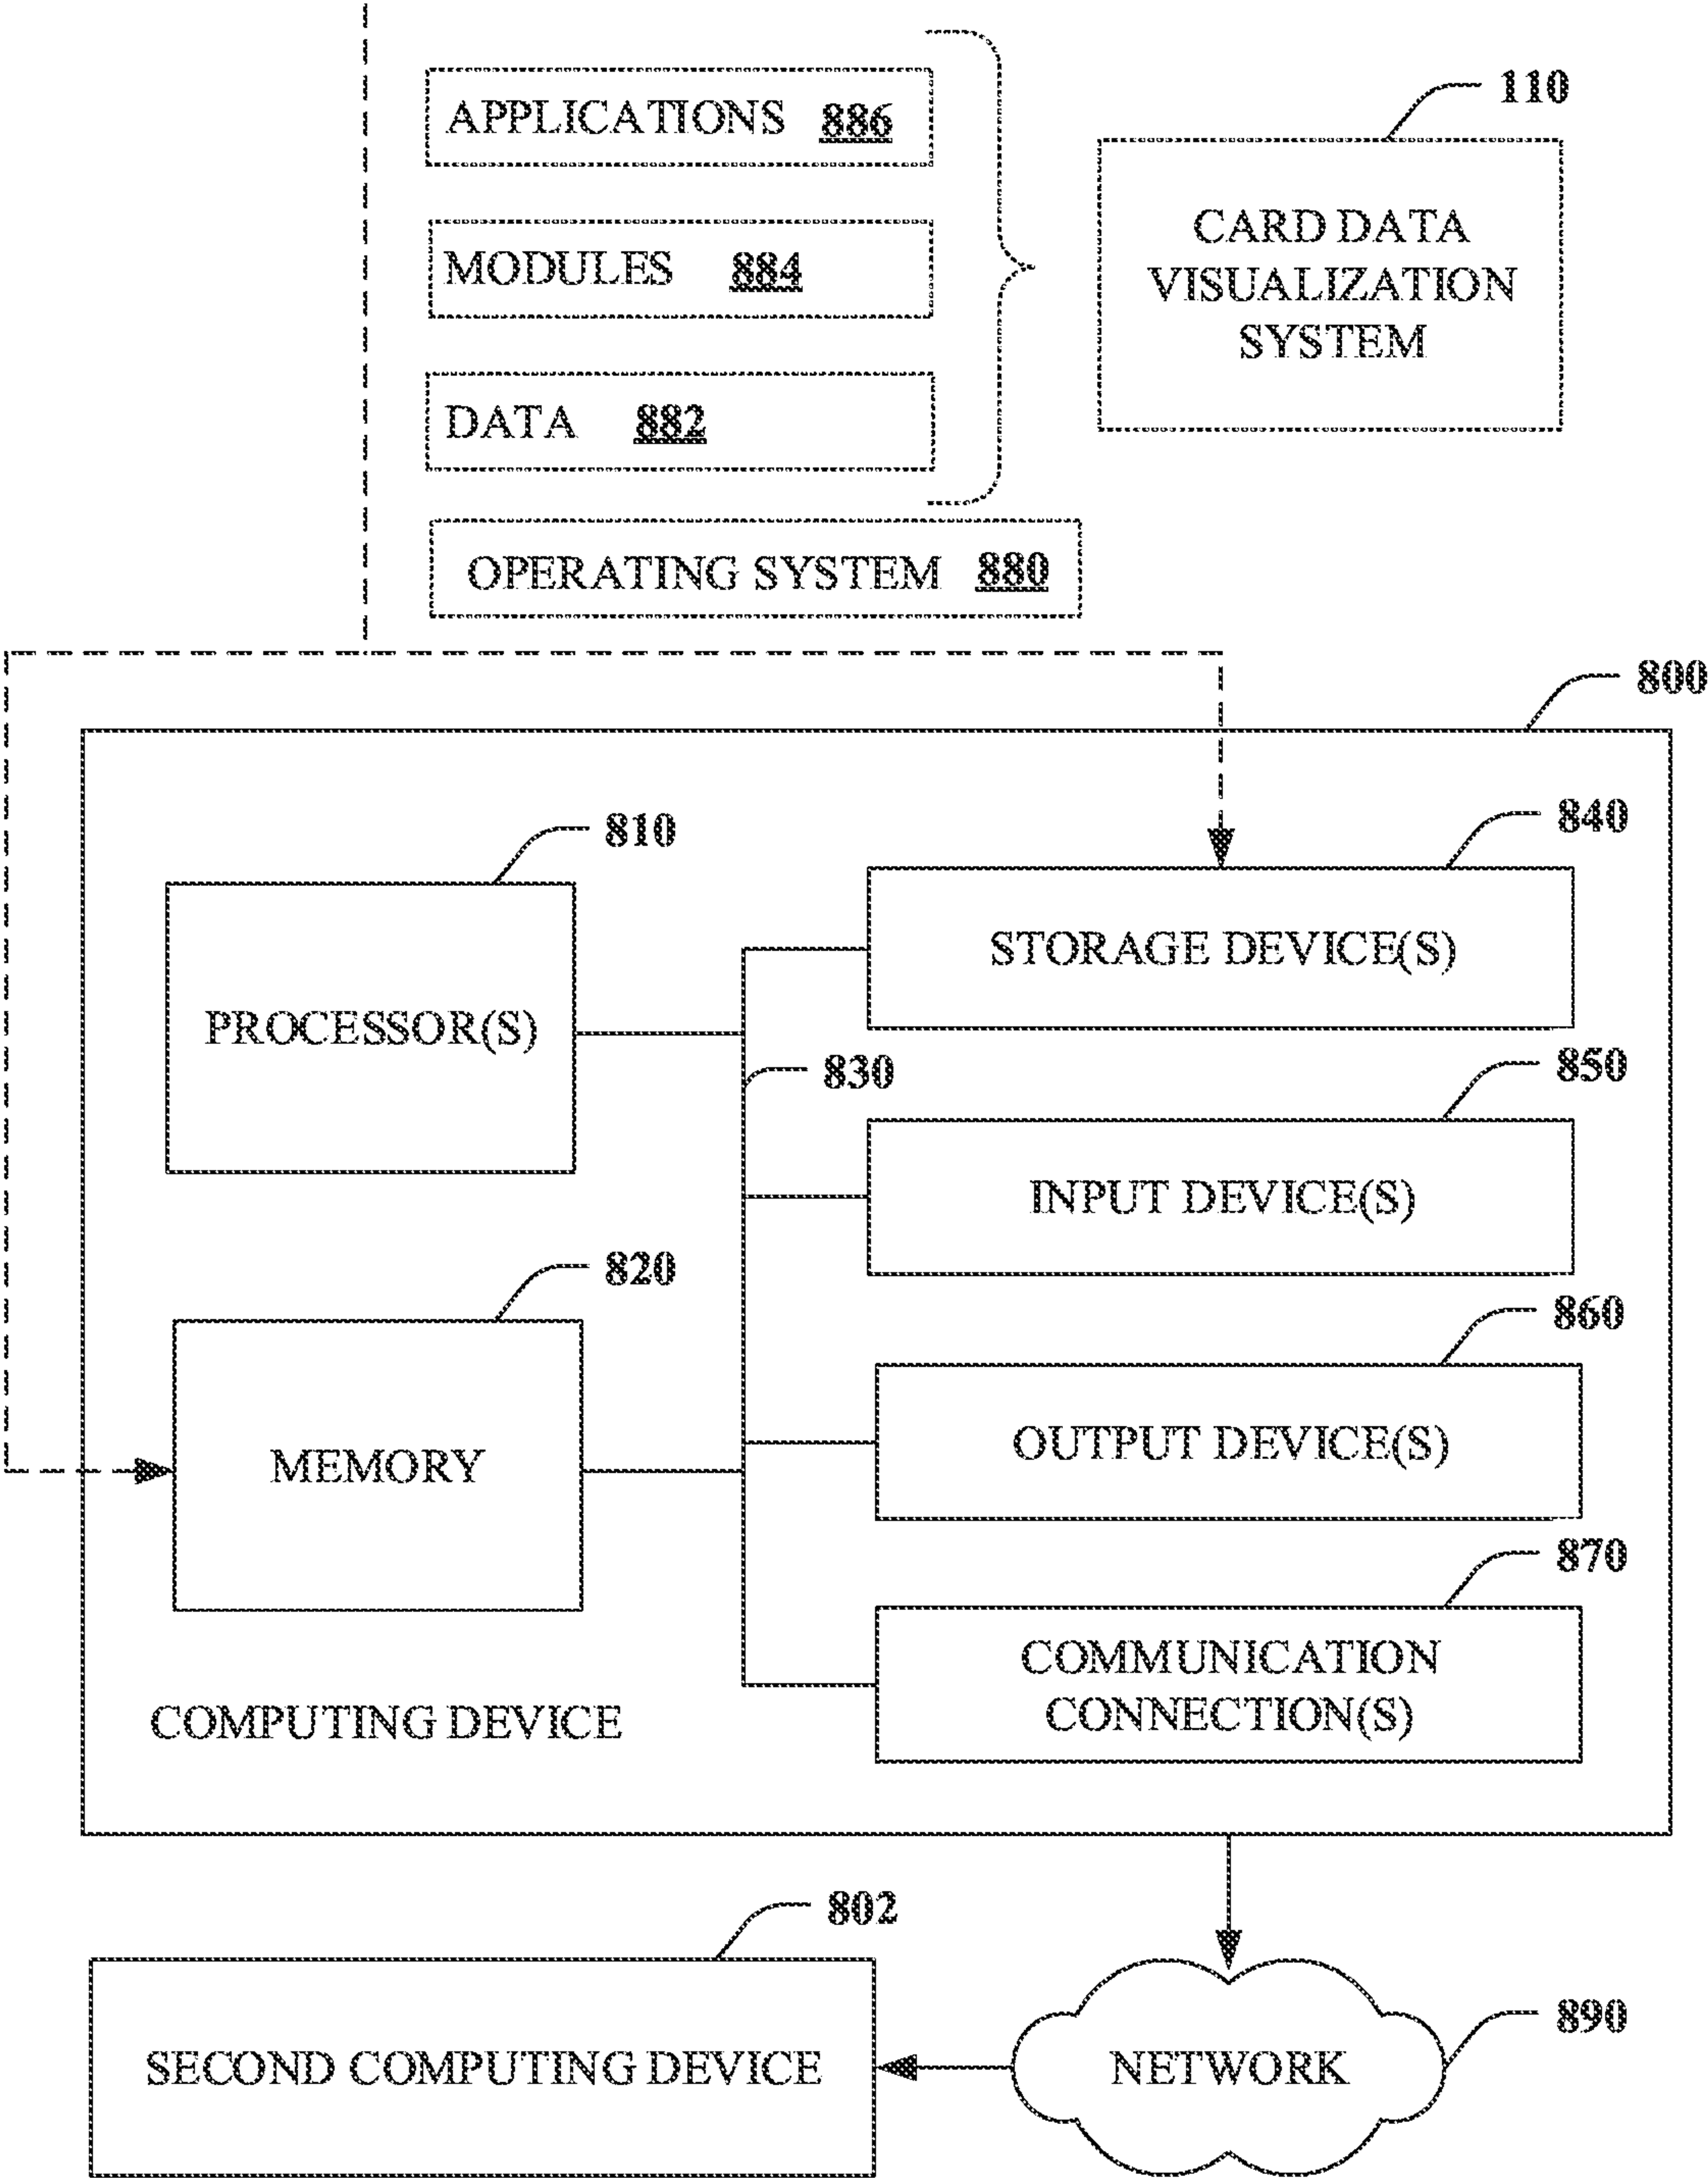 APPLICATIONS 886
110
CARD DATA
VISUALIZATION
SYSTEM
MODULES 884
DATA 882
OPERATING SYSTEM 880
800
810
840
PROCESSOR(S)
STORAGE DEVICE(S)
830
850
INPUT DEVICE(S)
820
860
MEMORY
OUTPUT DEVICE(S)
870
COMMUNICATION
CONNECTION(S)
COMPUTING DEVICE
802
890
SECOND COMPUTING DEVICE
NETWORK